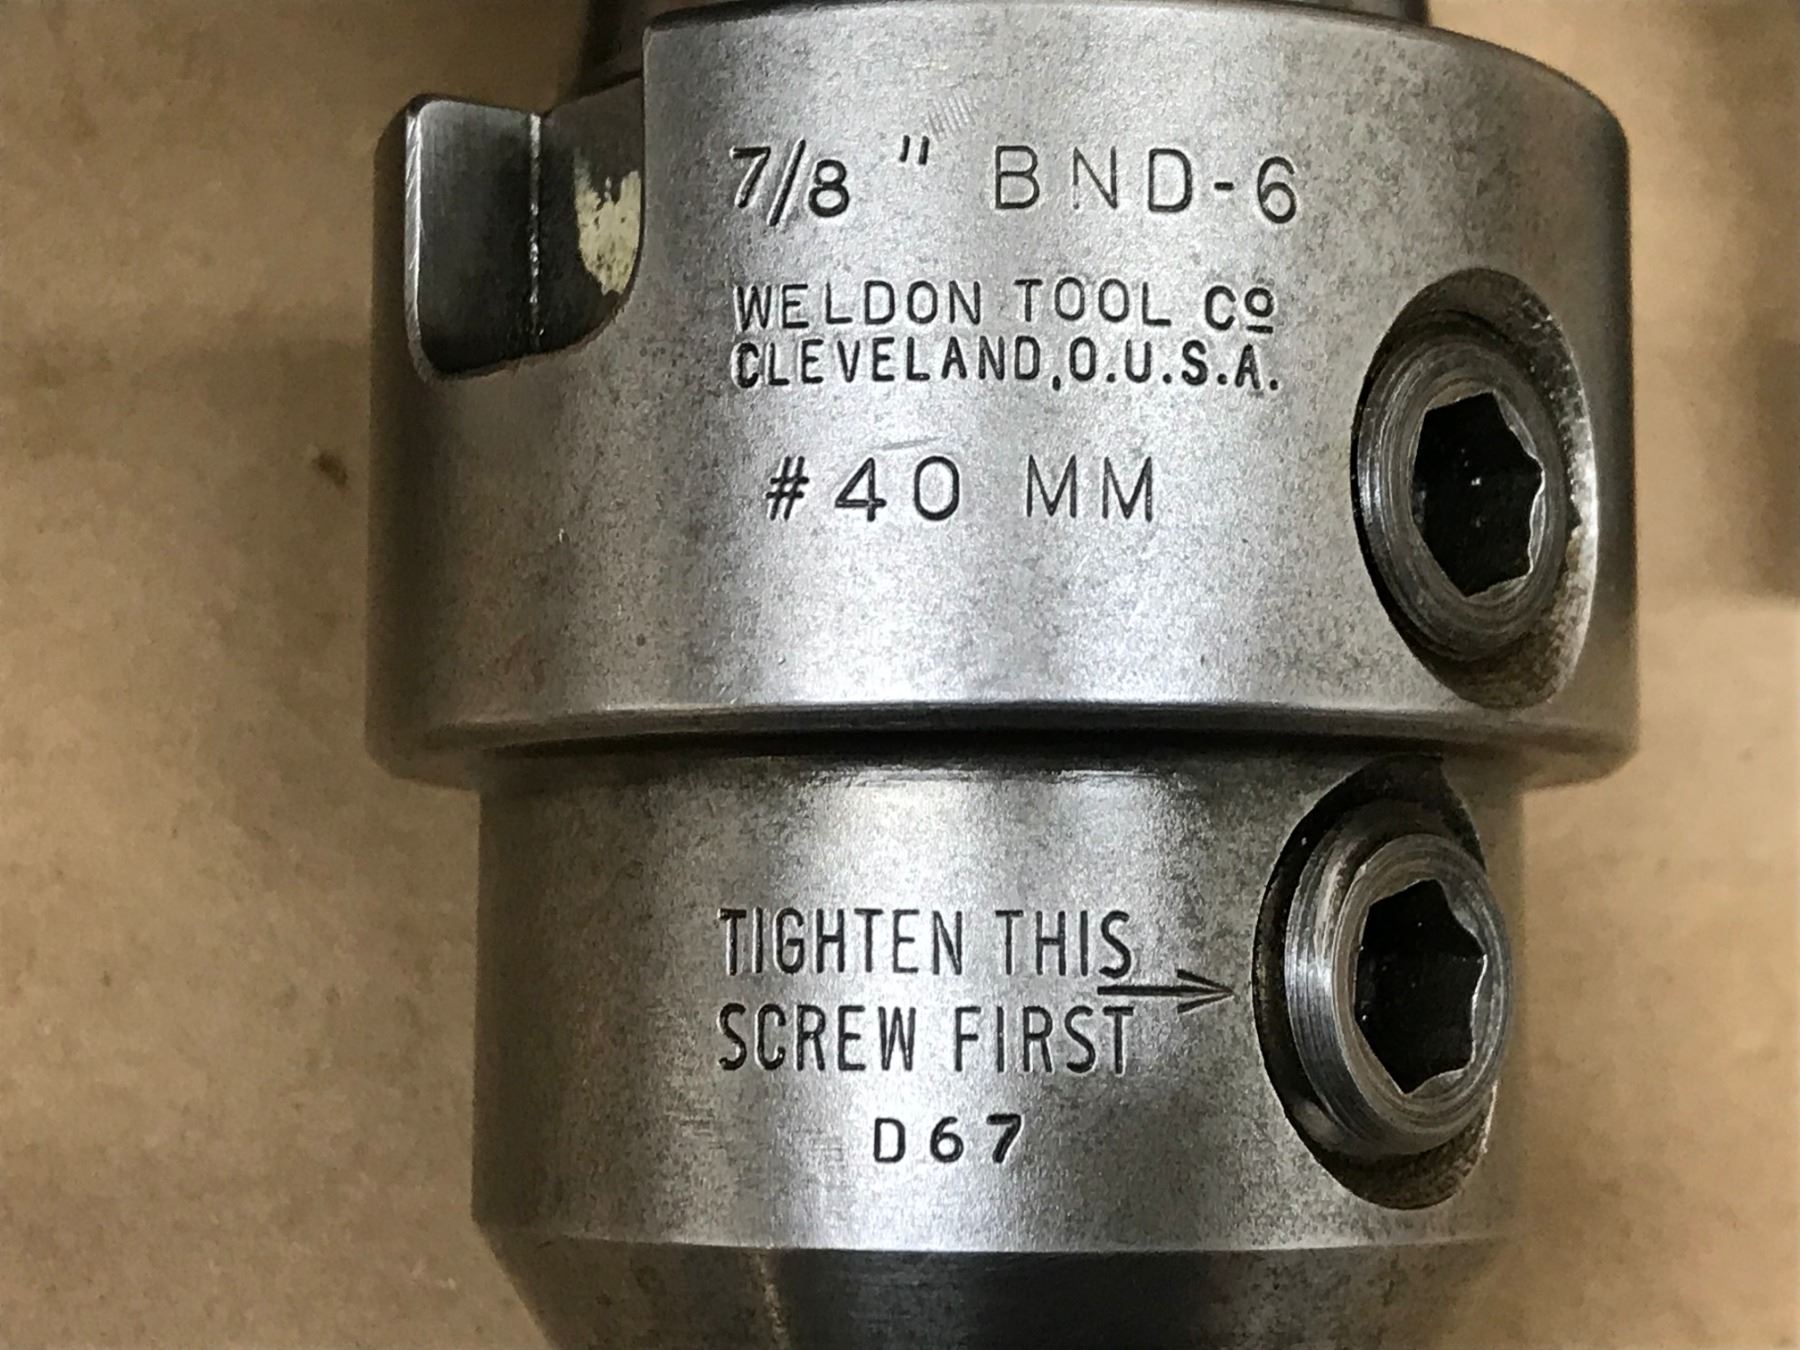 7/8 " BND-6
WELDON TOOL Cº
CLEVELAND,O.U.S.A.
#40 MM
TIGHTEN THIS
SCREW FIRST
D67